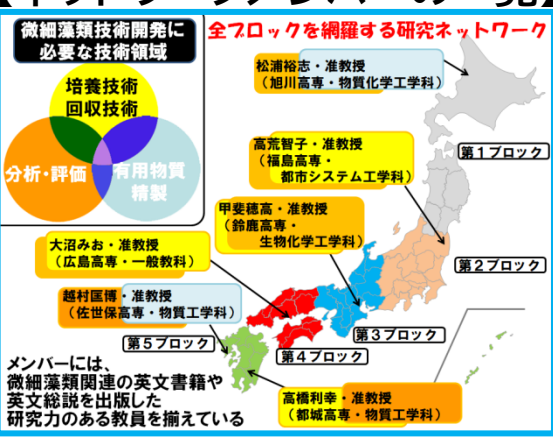 微細藻類技術開発に
必要な技術領域
培養技術
回収技術
分析・評価
有用物質
精製
全ブロックを網羅する研究ネットワーク
松浦裕志・准教授
（旭川高専・物質化学工学科）
第１ブロック
高荒智子・准教授
（福島高専・
都市システム工学科）
甲斐穂高・准教授
（鈴鹿高専・
生物化学工学科）
第２ブロック
大沼みお・准教授
（広島高専・一般教科）
越村匡博・准教授
（佐世保高専・物質工学科）
第３ブロック
第５ブロック
第４ブロック
メンバーには、
微細藻類関連の英文書籍や
英文総説を出版した
研究力のある教員を揃えている
高橋利幸・准教授
（都城高専・物質工学科）